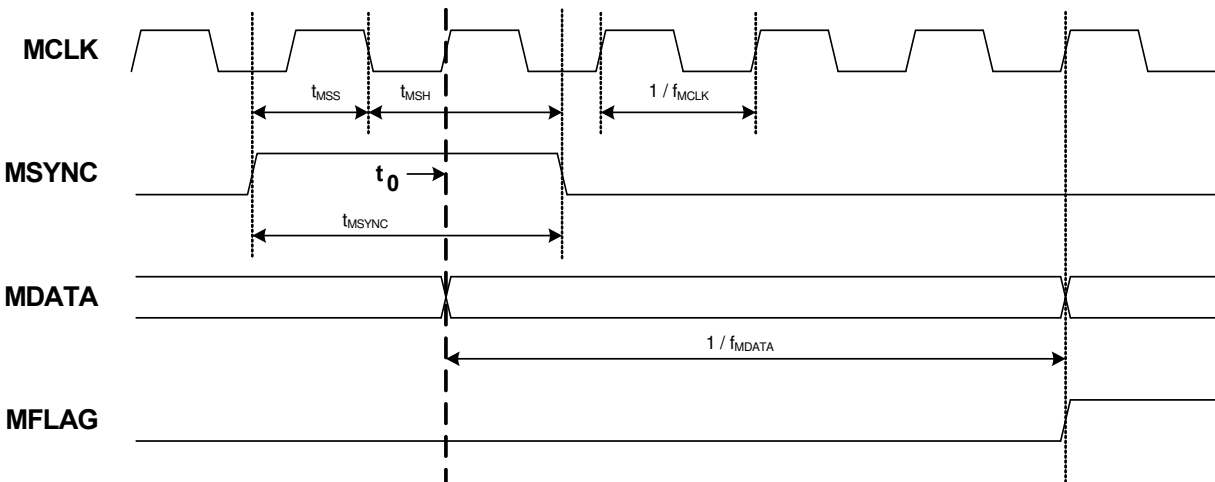 MCLK
tMSS
tMSH
1 / fMCLK
MSYNC
t0
tMSYNC
MDATA
1 / fMDATA
MFLAG